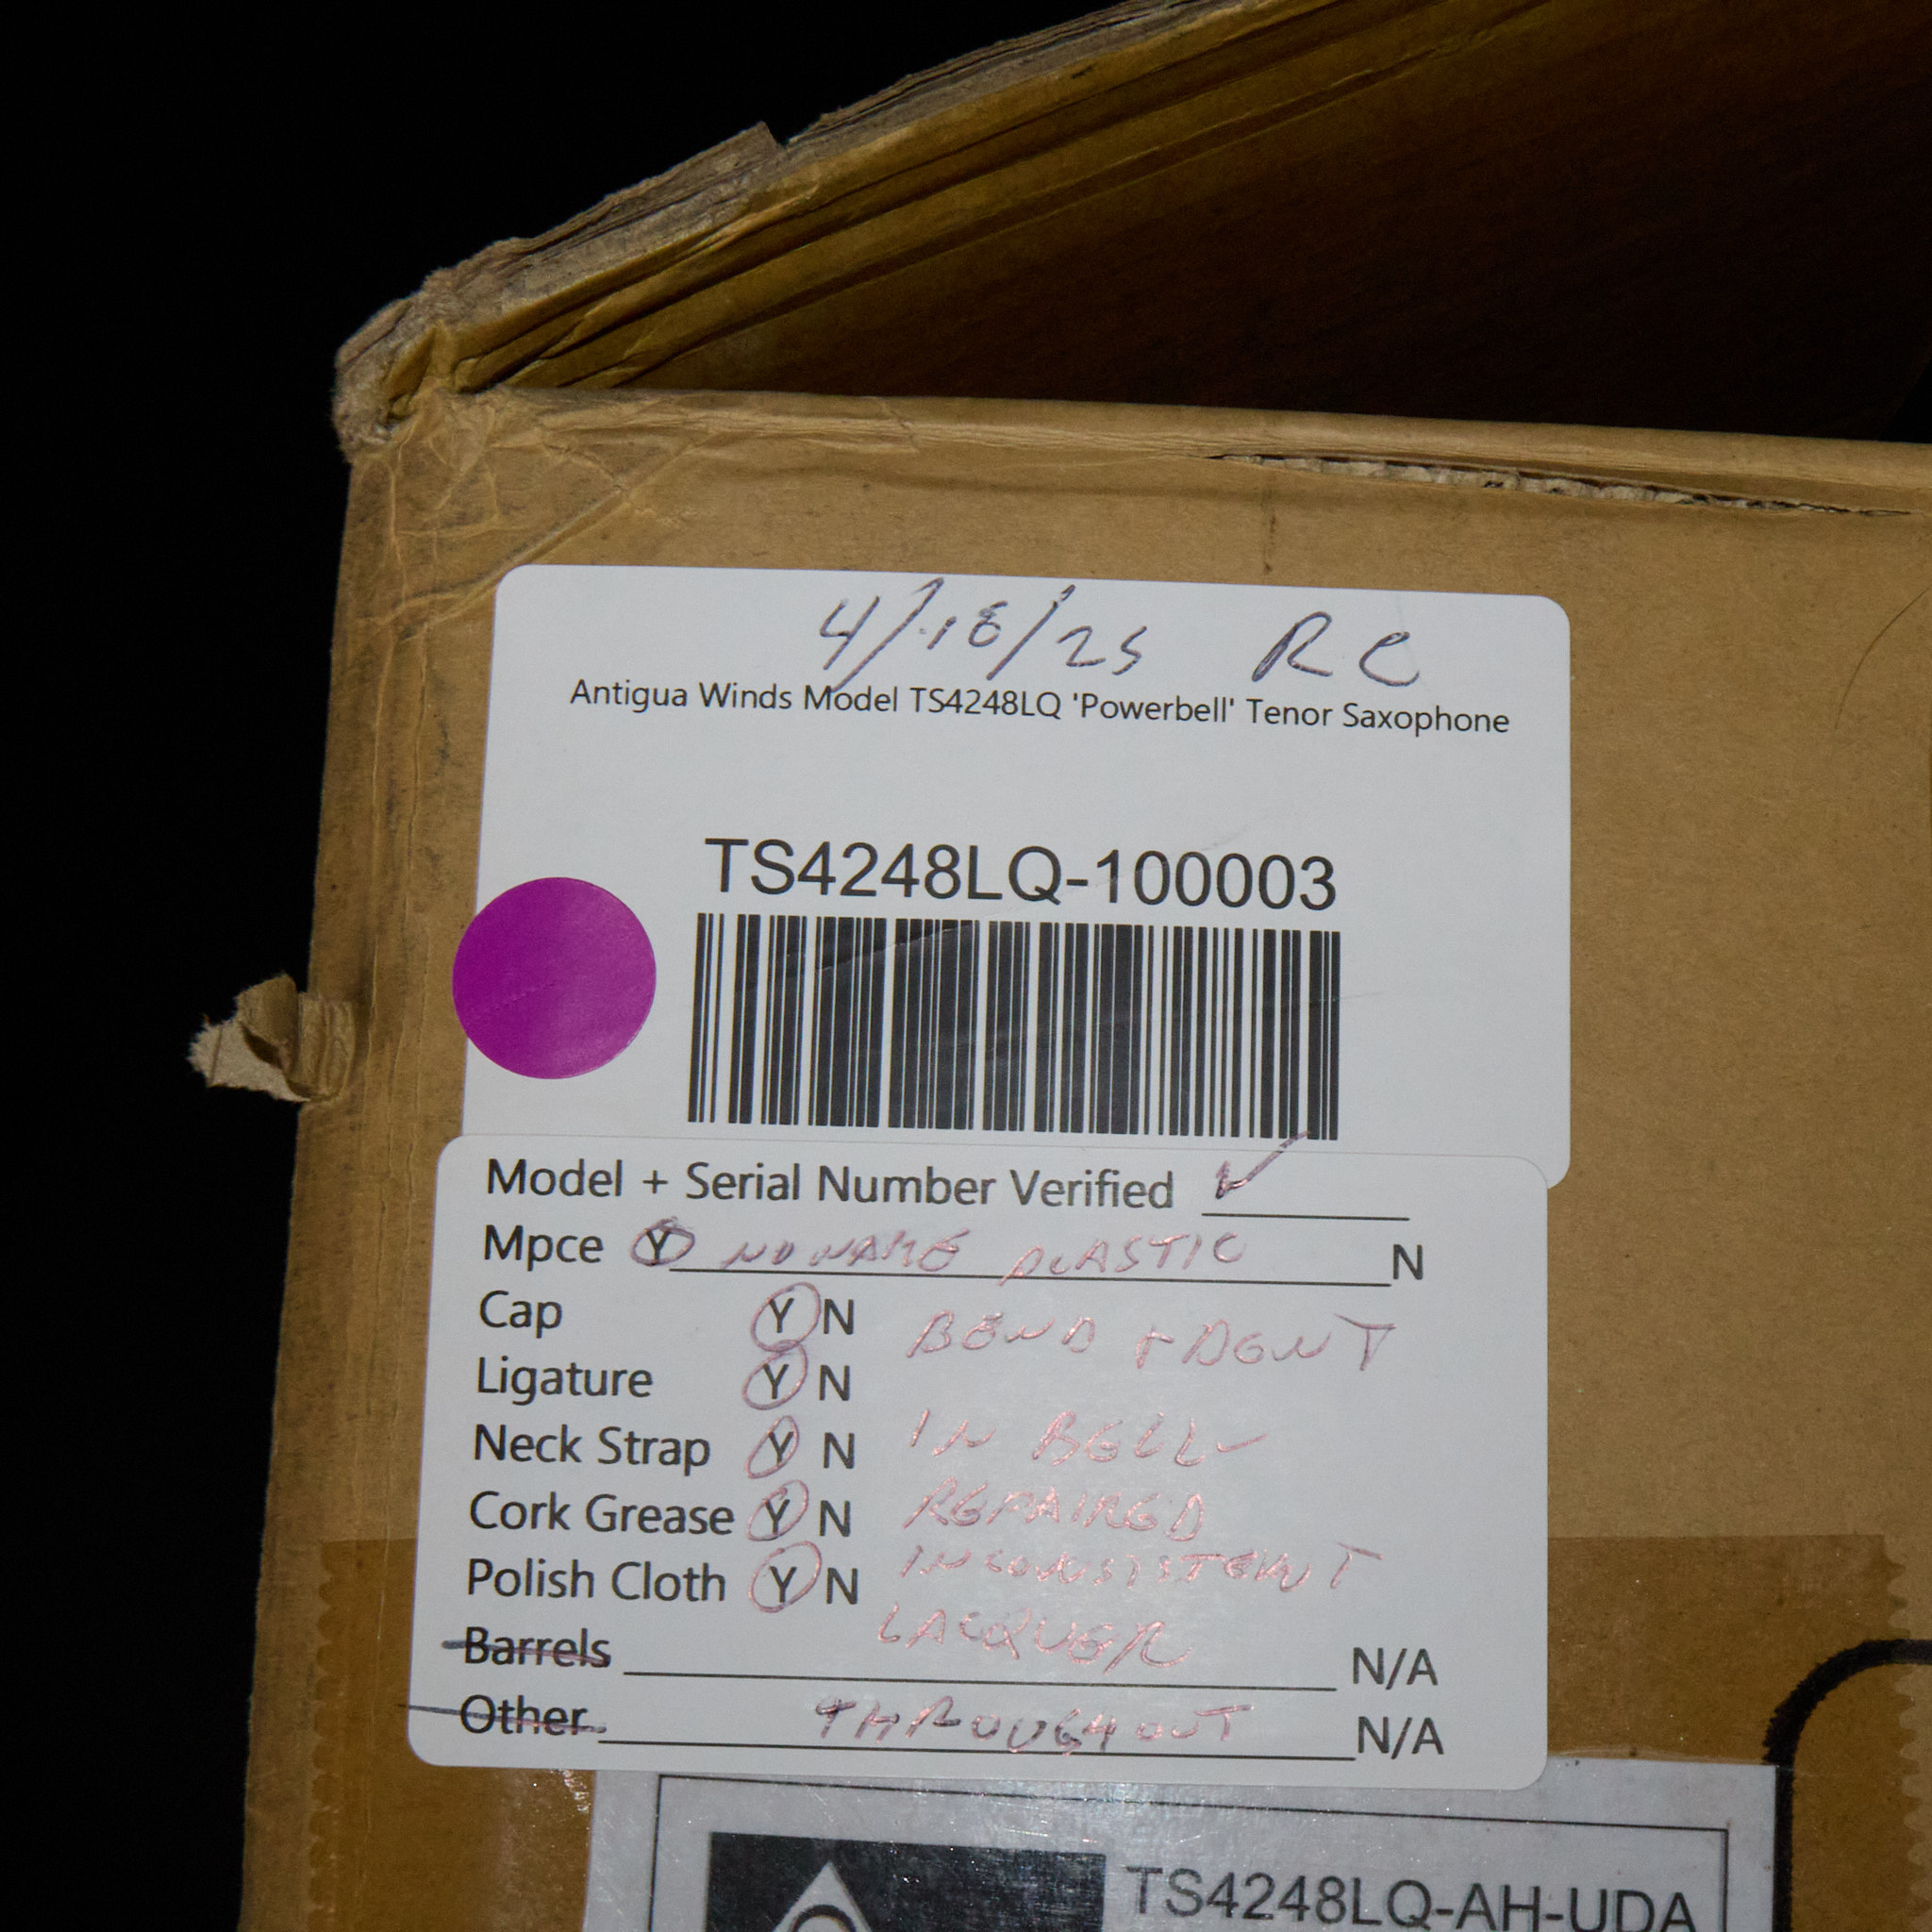 4/18/25 RC
Antigua Winds Model TS4248LQ 'Powerbell' Tenor Saxophone
TS4248LQ-100003
Model + Serial Number Verified ✓
Mpce Y NO NAME PLASTIC N
Cap Y N BEND + DENT
Ligature Y N
Neck Strap Y N IN BELL
Cork Grease Y N REPAIRED
Polish Cloth Y N INCONSISTENT
LACQUER
Barrels N/A
Other THROUGHOUT N/A
TS4248LQ-AH-UDA